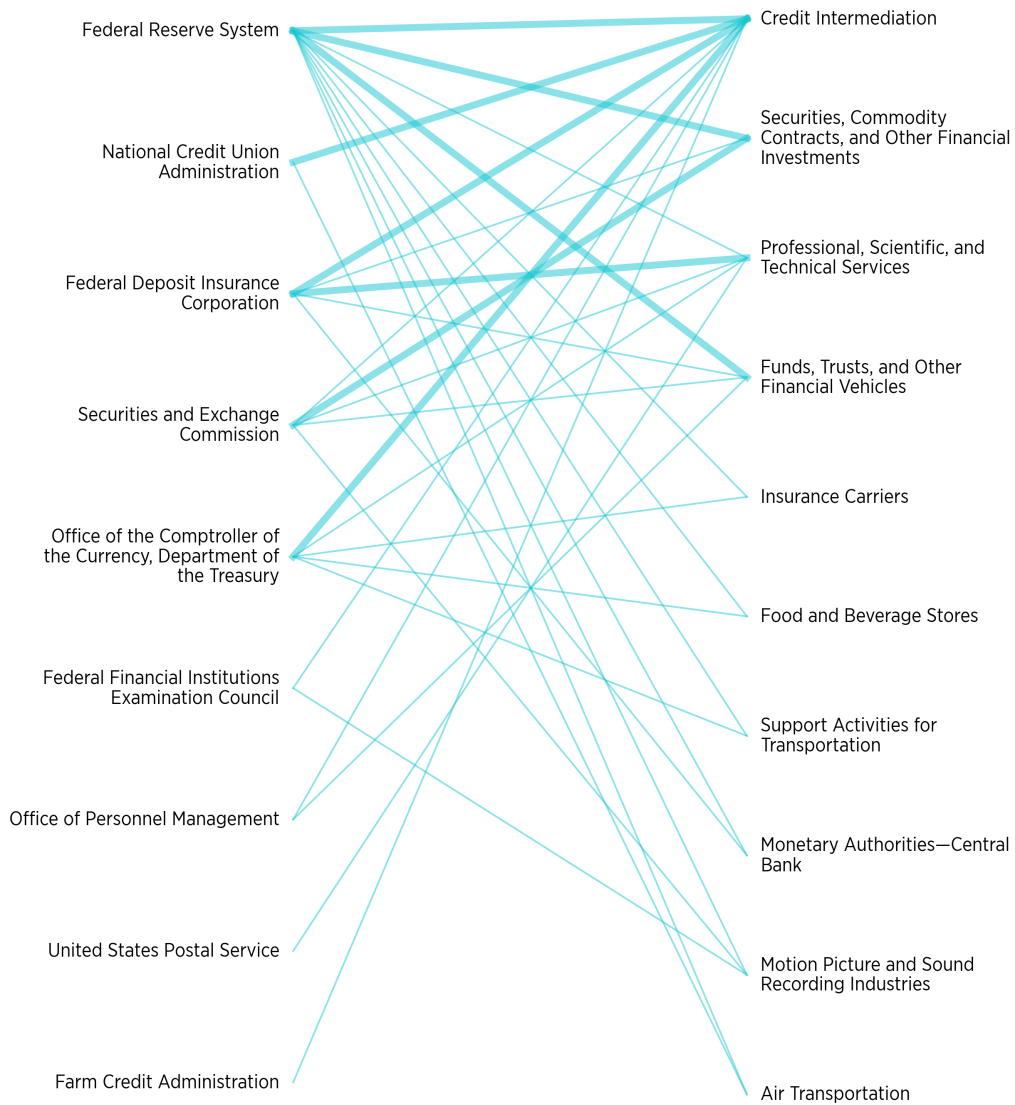 Federal Reserve System
National Credit Union
Administration
Federal Deposit Insurance
Corporation
Securities and Exchange
Commission
Office of the Comptroller of
the Currency, Department of
the Treasury
Federal Financial Institutions
Examination Council
Office of Personnel Management
United States Postal Service
Farm Credit Administration
Credit Intermediation
Securities, Commodity
Contracts, and Other Financial
Investments
Professional, Scientific, and
Technical Services
Funds, Trusts, and Other
Financial Vehicles
Insurance Carriers
Food and Beverage Stores
Support Activities for
Transportation
Monetary Authorities—Central
Bank
Motion Picture and Sound
Recording Industries
Air Transportation